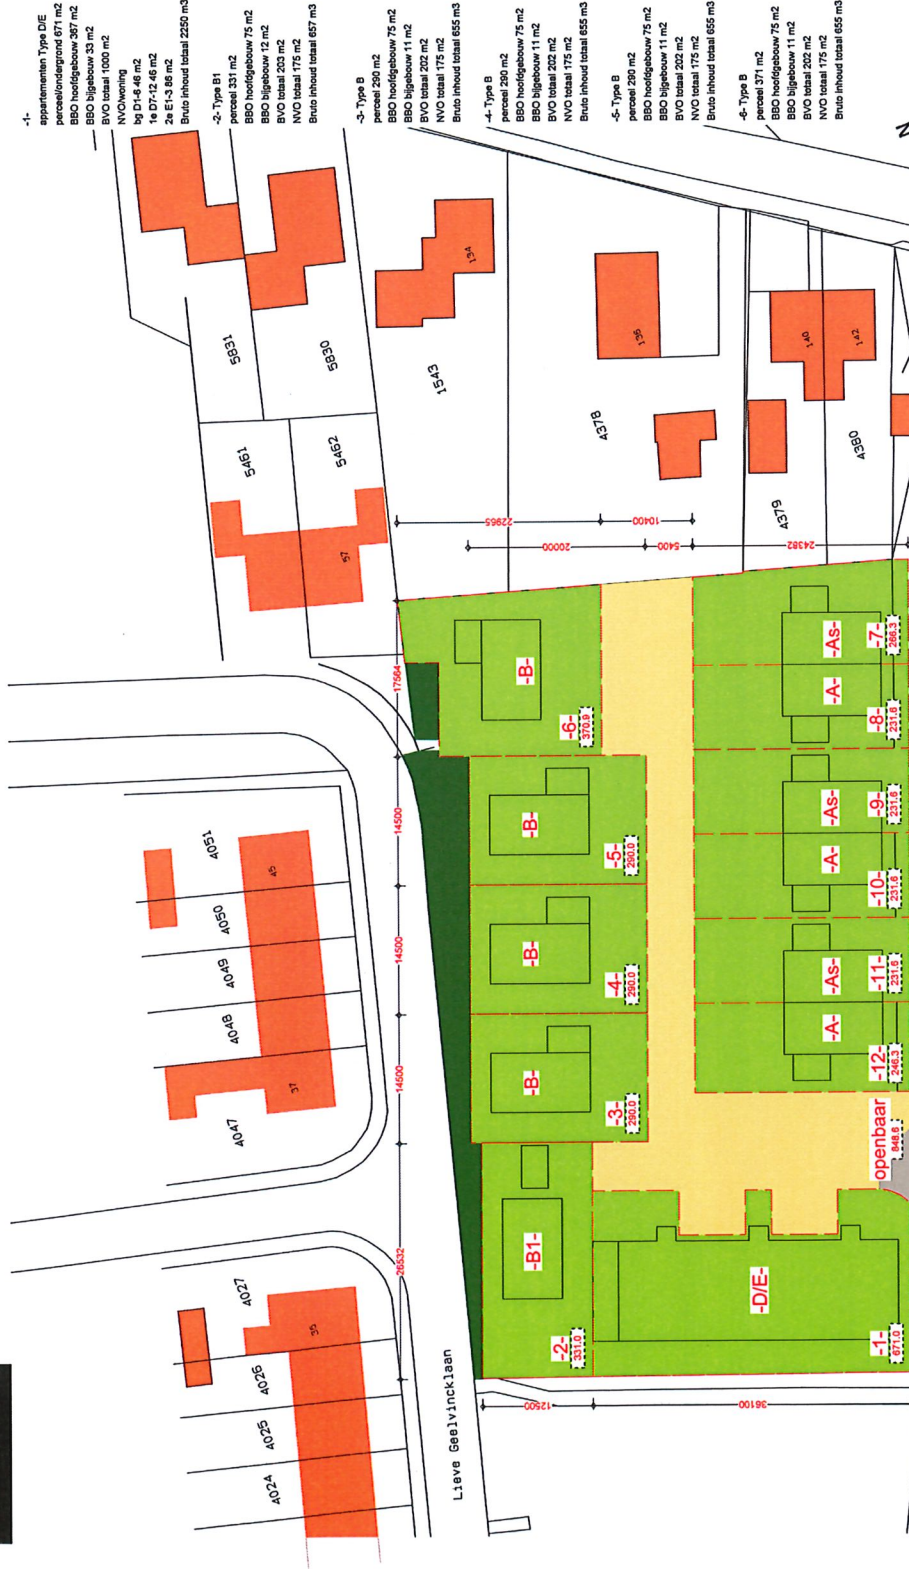 -1-
appartementen Type D/E
perceel/ondergrond 671 m2
BBO hoofdgebouw 367 m2
BBO bijgebouw 33 m2
BVO totaal 1000 m2
NVO/woning
bg D1-6 46 m2
1e D7-12 46 m2
2e E1-3 86 m2
Bruto inhoud totaal 2250 m3
-2- Type B1
perceel 331 m2
BBO hoofdgebouw 75 m2
BBO bijgebouw 12 m2
BVO totaal 203 m2
NVO totaal 175 m2
Bruto inhoud totaal 657 m3
-3- Type B
perceel 290 m2
BBO hoofdgebouw 75 m2
BBO bijgebouw 11 m2
BVO totaal 202 m2
NVO totaal 175 m2
Bruto inhoud totaal 655 m3
-4- Type B
perceel 290 m2
BBO hoofdgebouw 75 m2
BBO bijgebouw 11 m2
BVO totaal 202 m2
NVO totaal 175 m2
Bruto inhoud totaal 655 m3
-5- Type B
perceel 290 m2
BBO hoofdgebouw 75 m2
BBO bijgebouw 11 m2
BVO totaal 202 m2
NVO totaal 175 m2
Bruto inhoud totaal 655 m3
-6- Type B
perceel 371 m2
BBO hoofdgebouw 75 m2
BBO bijgebouw 11 m2
BVO totaal 202 m2
NVO totaal 175 m2
Bruto inhoud totaal 655 m3
N
5831
5830
5461
5462
57
1543
134
4378
136
4379
140
142
4380
4051
4050
4049
4048
4047
45
37
4027
4026
4025
4024
35
Lieve Geelvincklaan
26532
14500
14500
14500
17564
22965
10400
20000
5400
24382
12500
36100
-B1-
-2-
331.0
-B-
-3-
290.0
-B-
-4-
290.0
-B-
-5-
290.0
-B-
-6-
370.9
-D/E-
-1-
671.0
openbaar
848.6
-A-
-12-
246.3
-As-
-11-
231.6
-A-
-10-
231.6
-As-
-9-
231.6
-A-
-8-
231.6
-As-
-7-
266.3